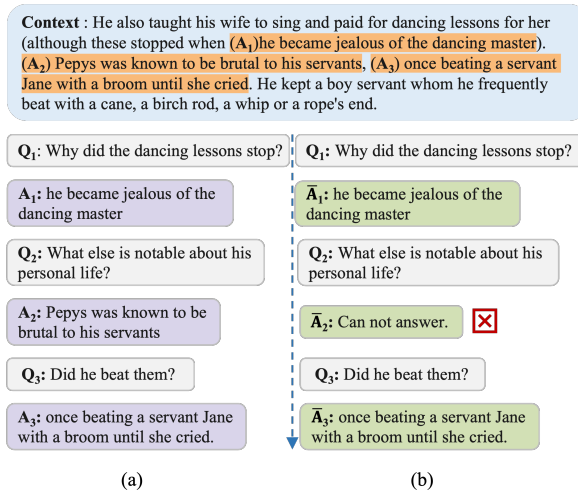 Context : He also taught his wife to sing and paid for dancing lessons for her
(although these stopped when (A₁)he became jealous of the dancing master).
(A₂) Pepys was known to be brutal to his servants, (A₃) once beating a servant
Jane with a broom until she cried. He kept a boy servant whom he frequently
beat with a cane, a birch rod, a whip or a rope's end.
Q₁: Why did the dancing lessons stop?
A₁: he became jealous of the
dancing master
Q₂: What else is notable about his
personal life?
A₂: Pepys was known to be
brutal to his servants
Q₃: Did he beat them?
A₃: once beating a servant Jane
with a broom until she cried.
(a)
Q₁: Why did the dancing lessons stop?
A̅₁: he became jealous of the
dancing master
Q₂: What else is notable about his
personal life?
A̅₂: Can not answer.
Q₃: Did he beat them?
A̅₃: once beating a servant Jane
with a broom until she cried.
(b)